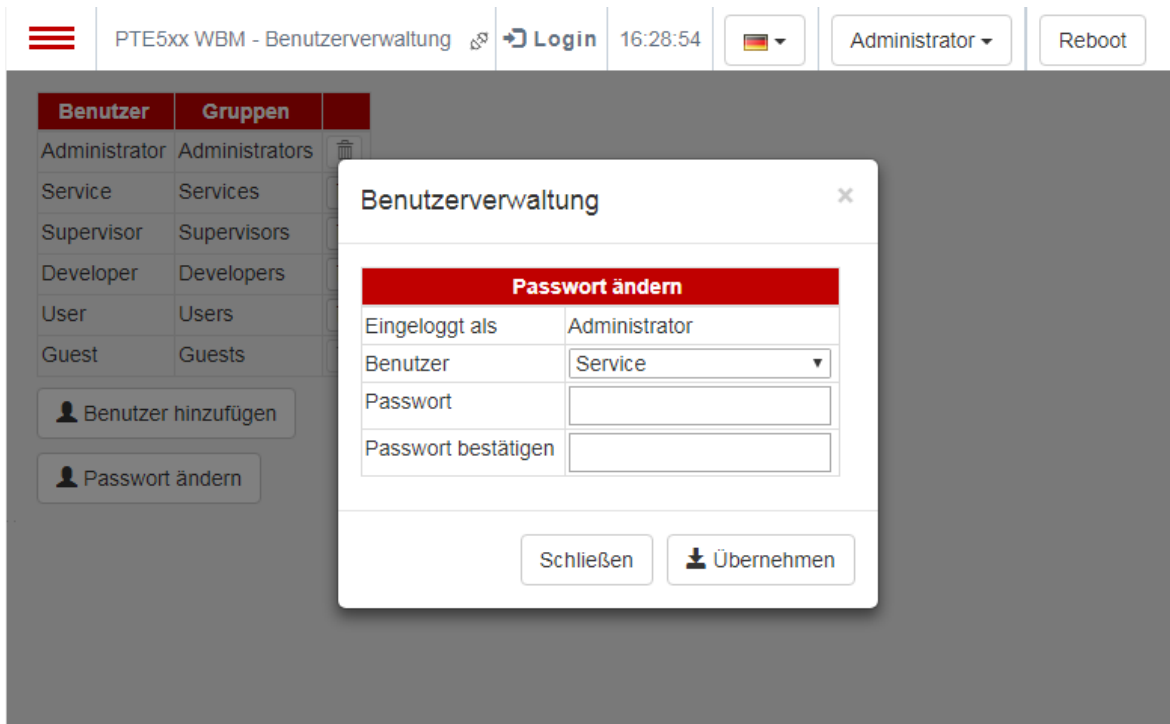 PTE5xx WBM - Benutzerverwaltung Login 16:28:54 Administrator Reboot
Benutzer Gruppen
Administrator Administrators
Service Services
Supervisor Supervisors
Developer Developers
User Users
Guest Guests
Benutzer hinzufügen
Passwort ändern
Benutzerverwaltung ×
Passwort ändern
Eingeloggt als Administrator
Benutzer Service
Passwort
Passwort bestätigen
Schließen Übernehmen